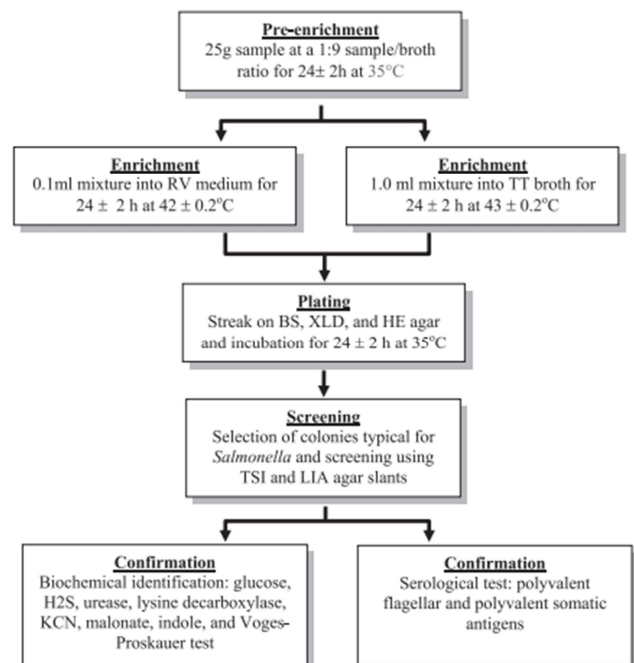 Pre-enrichment
25g sample at a 1:9 sample/broth
ratio for 24± 2h at 35°C
Enrichment
0.1ml mixture into RV medium for
24 ± 2 h at 42 ± 0.2°C
Enrichment
1.0 ml mixture into TT broth for
24 ± 2 h at 43 ± 0.2°C
Plating
Streak on BS, XLD, and HE agar
and incubation for 24 ± 2 h at 35°C
Screening
Selection of colonies typical for
Salmonella and screening using
TSI and LIA agar slants
Confirmation
Biochemical identification: glucose,
H2S, urease, lysine decarboxylase,
KCN, malonate, indole, and Voges-
Proskauer test
Confirmation
Serological test: polyvalent
flagellar and polyvalent somatic
antigens